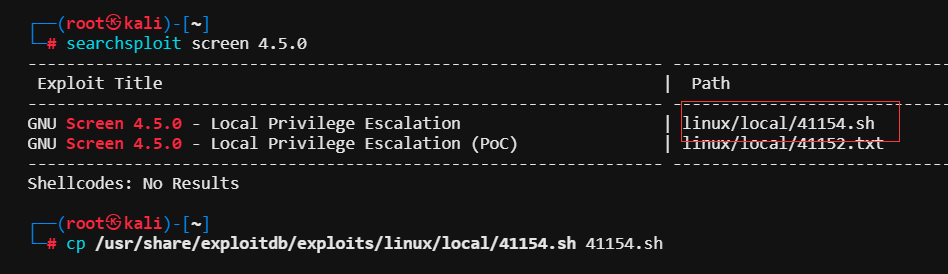 ┌──(root㉿kali)-[~]
└─# searchsploit screen 4.5.0
---------------------------------------------------------------- ---------------------------
 Exploit Title | Path
---------------------------------------------------------------- ---------------------------
GNU Screen 4.5.0 - Local Privilege Escalation | linux/local/41154.sh
GNU Screen 4.5.0 - Local Privilege Escalation (PoC) | linux/local/41152.txt
---------------------------------------------------------------- ---------------------------
Shellcodes: No Results
┌──(root㉿kali)-[~]
└─# cp /usr/share/exploitdb/exploits/linux/local/41154.sh 41154.sh